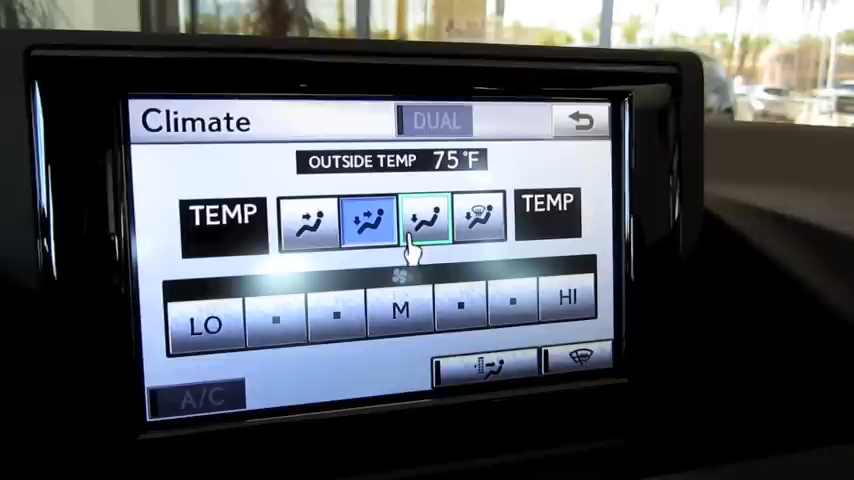 Climate
DUAL
OUTSIDE TEMP 75°F
TEMP
TEMP
LO
M
HI
A/C